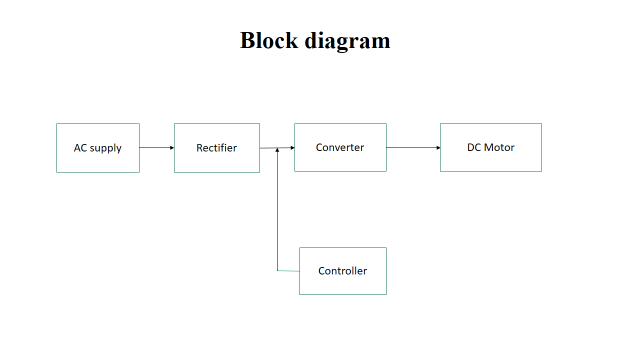 Block diagram
AC supply
Rectifier
Converter
DC Motor
Controller